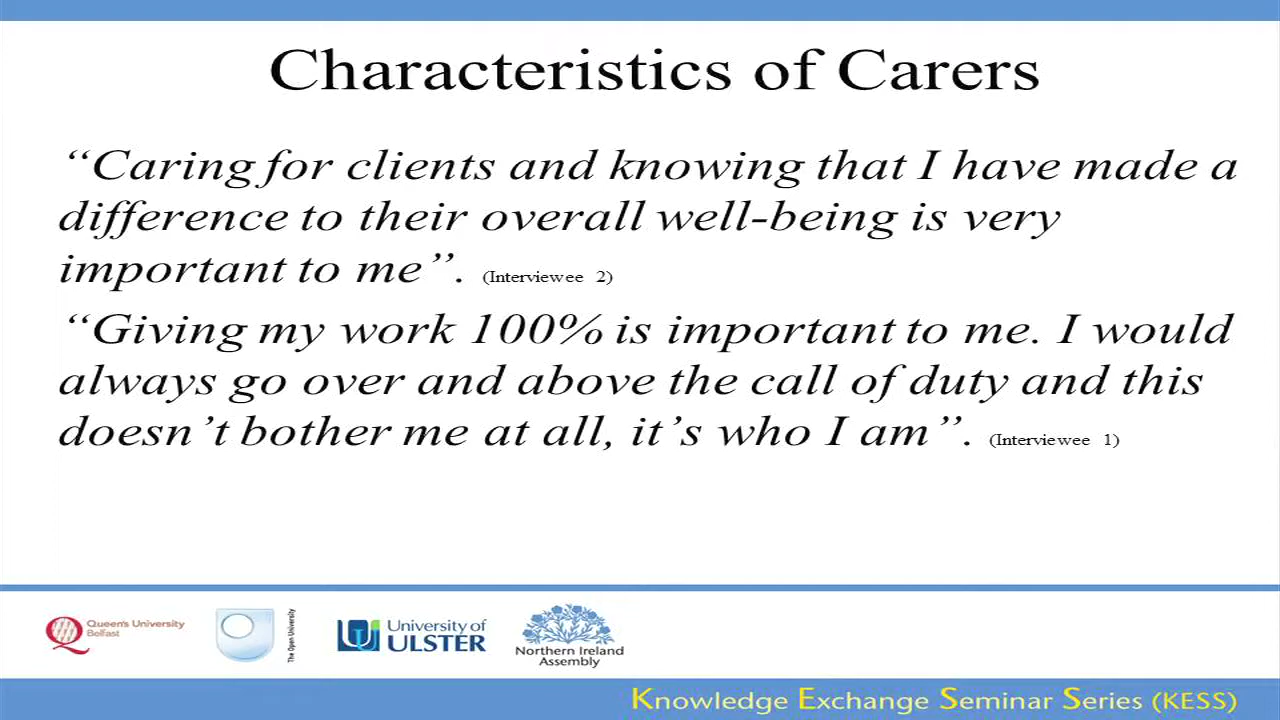 Characteristics of Carers
“Caring for clients and knowing that I have made a
difference to their overall well-being is very
important to me”. (Interviewee 2)
“Giving my work 100% is important to me. I would
always go over and above the call of duty and this
doesn’t bother me at all, it’s who I am”. (Interviewee 1)
Queen's University
Belfast
The Open University
University of
ULSTER
Northern Ireland
Assembly
Knowledge Exchange Seminar Series (KESS)